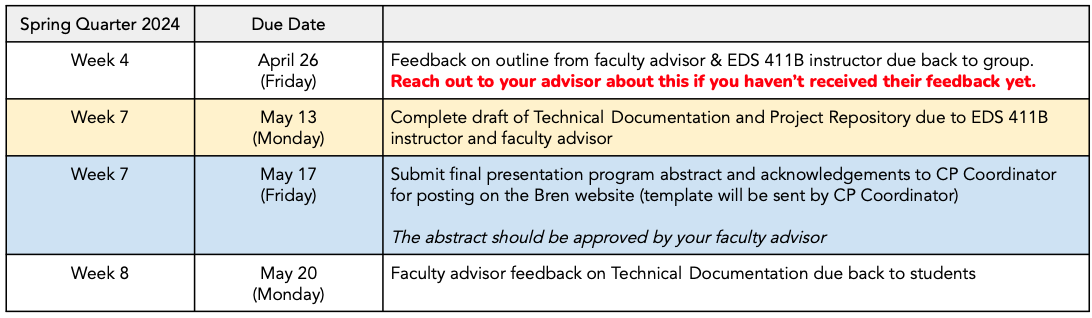 Spring Quarter 2024
Due Date
Week 4
April 26
(Friday)
Feedback on outline from faculty advisor & EDS 411B instructor due back to group.
Reach out to your advisor about this if you haven’t received their feedback yet.
Week 7
May 13
(Monday)
Complete draft of Technical Documentation and Project Repository due to EDS 411B
instructor and faculty advisor
Week 7
May 17
(Friday)
Submit final presentation program abstract and acknowledgements to CP Coordinator
for posting on the Bren website (template will be sent by CP Coordinator)
The abstract should be approved by your faculty advisor
Week 8
May 20
(Monday)
Faculty advisor feedback on Technical Documentation due back to students